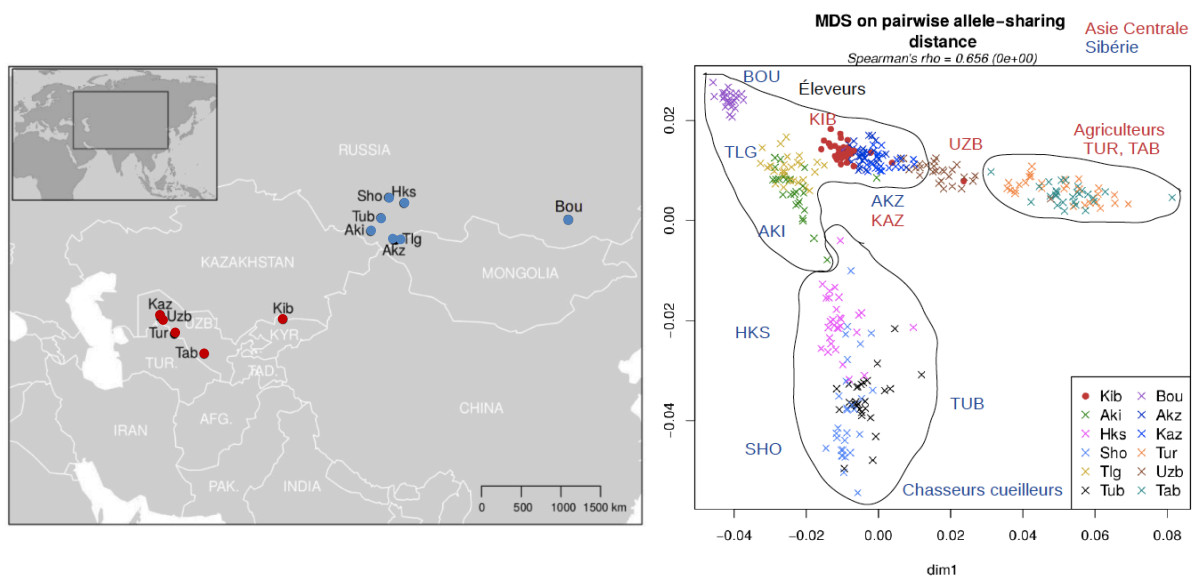 RUSSIA
Sho
Hks
Tub
Aki
Akz
Tlg
Bou
KAZAKHSTAN
MONGOLIA
Kaz
Uzb
UZB.
Kib
KYR.
Tur
Tab
TUR.
TAD.
CHINA
IRAN
AFG.
PAK.
INDIA
0 500 1000 1500 km
MDS on pairwise allele−sharing
distance
Spearman's rho = 0.656 (0e+00)
Asie Centrale
Sibérie
BOU
Éleveurs
KIB
TLG
UZB
Agriculteurs
TUR, TAB
AKZ
KAZ
AKI
HKS
TUB
SHO
Chasseurs cueilleurs
0.02
0.00
−0.02
−0.04
Kib
Aki
Hks
Sho
Tlg
Tub
Bou
Akz
Kaz
Tur
Uzb
Tab
−0.04 −0.02 0.00 0.02 0.04 0.06 0.08
dim1